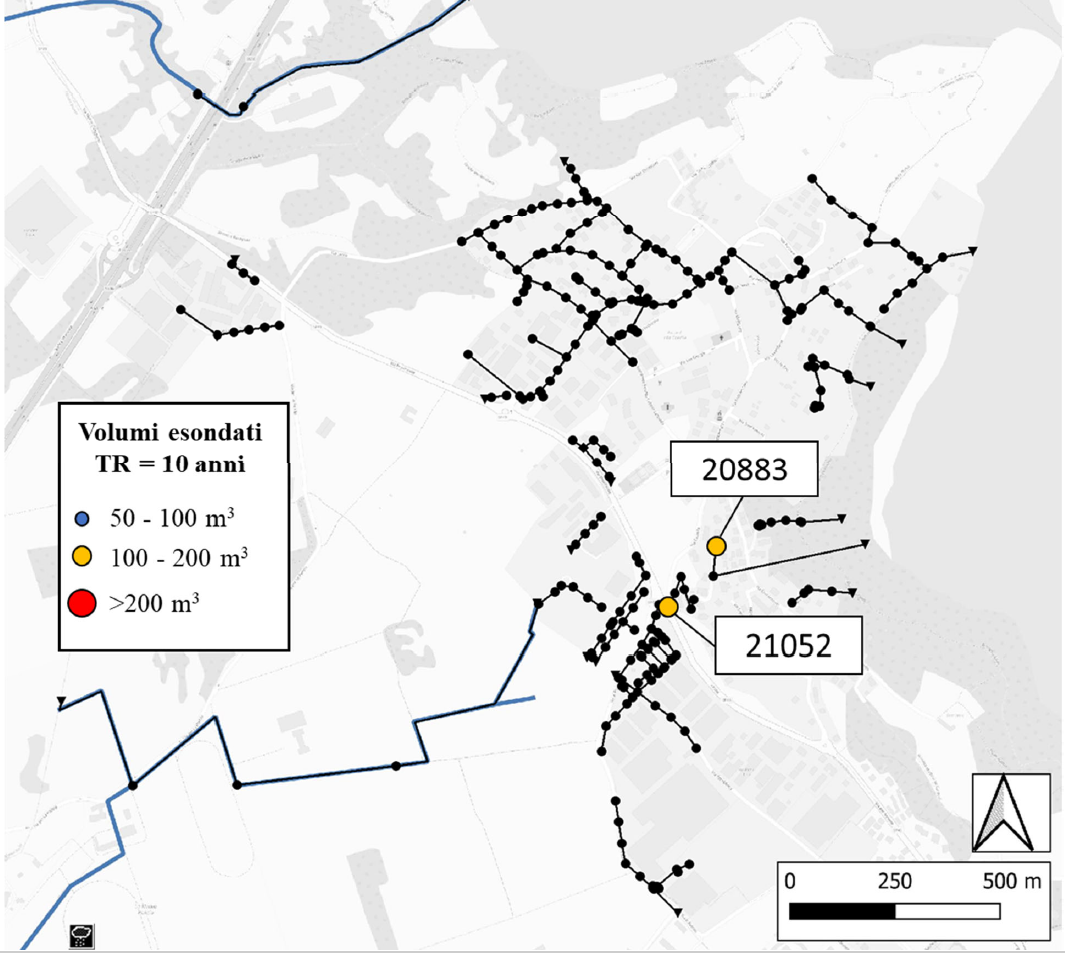 20883
Volumi esondati
TR = 10 anni
50 - 100 m³
100 - 200 m³
>200 m³
21052
0 250 500 m